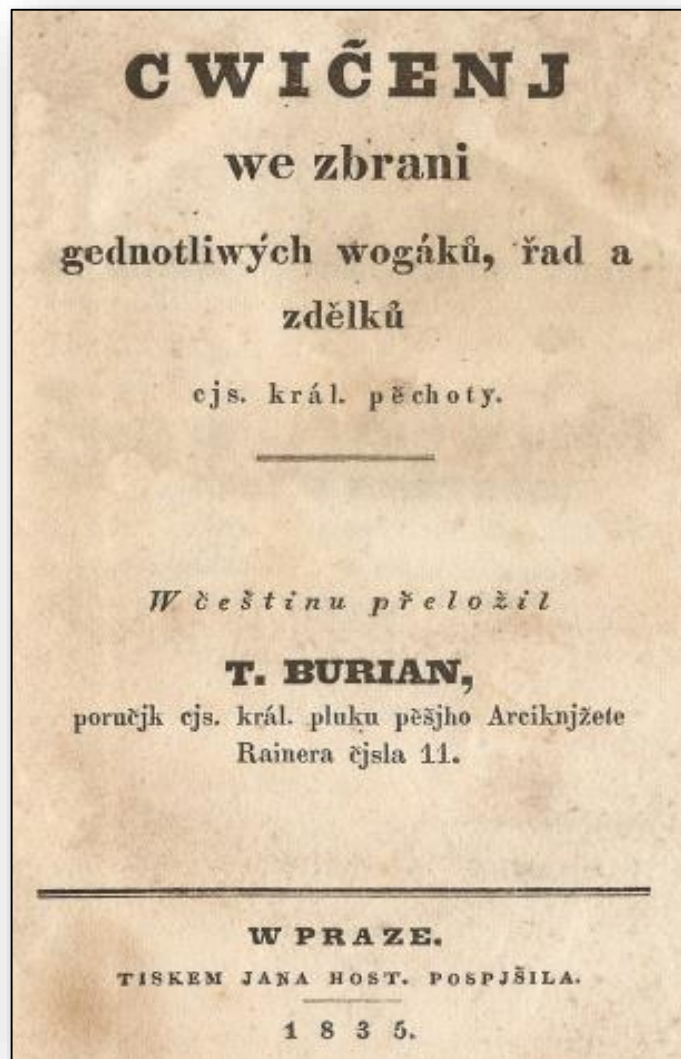 CWIČENJ
we zbrani
gednotliwých wogáků, řad a
zdělků
cjs. král. pěchoty.
W češtinu přeložil
T. BURIAN,
poručjk cjs. král. pluku pěšjho Arciknjžete
Rainera čjsla 11.
W PRAZE.
TISKEM JANA HOST. POSPJŠILA.
1835.